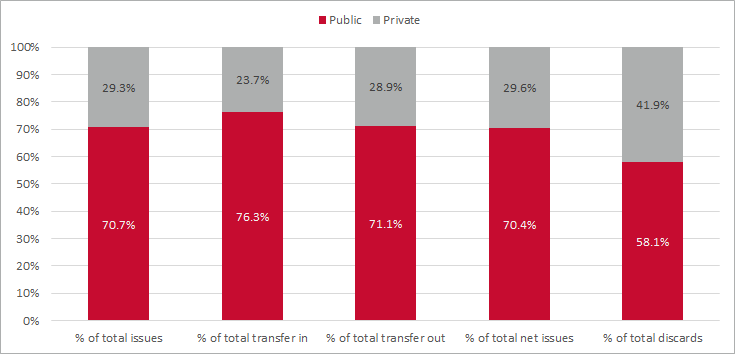 Public Private
100%
90%
80%
70%
60%
50%
40%
30%
20%
10%
0%
29.3% 23.7% 28.9% 29.6% 41.9%
70.7% 76.3% 71.1% 70.4% 58.1%
% of total issues % of total transfer in % of total transfer out % of total net issues % of total discards